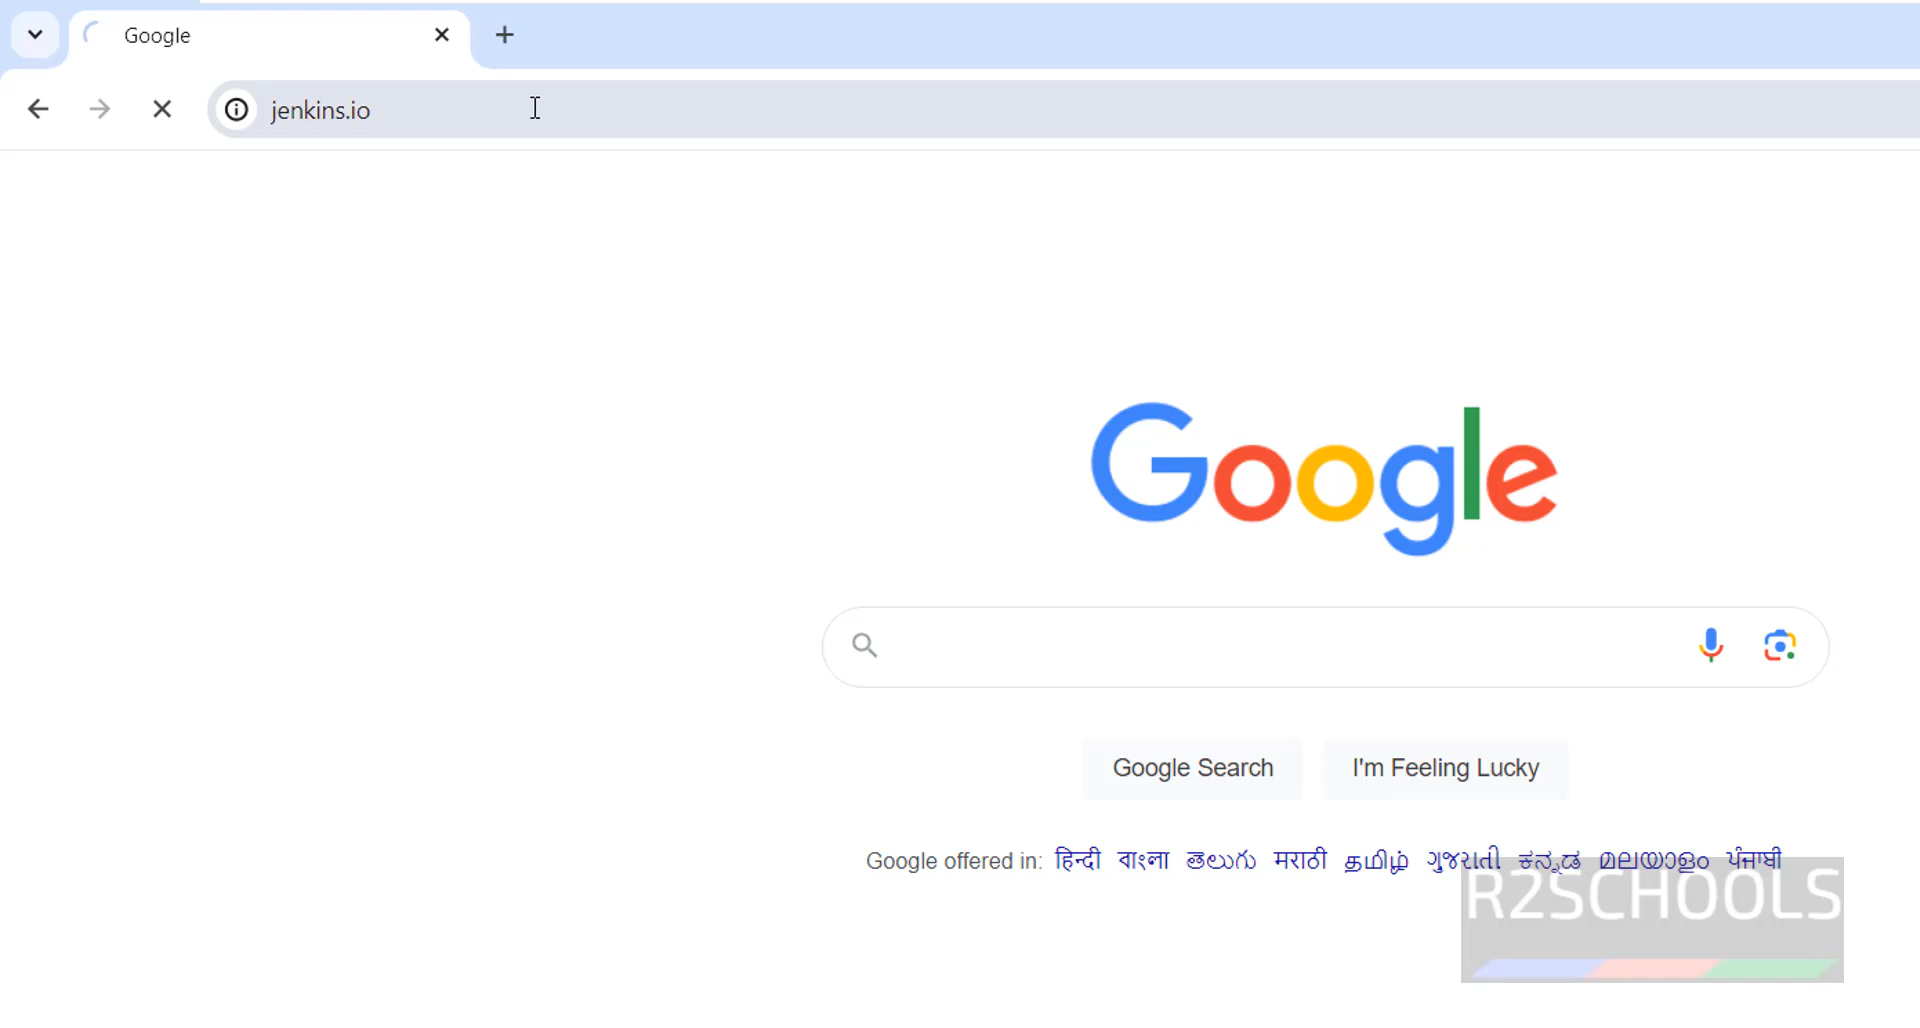 Google
jenkins.io
Google
Google Search
I'm Feeling Lucky
Google offered in: हिन्दी বাংলা తెలుగు मराठी தமிழ் ગુજરાતી ಕನ್ನಡ മലയാളം ਪੰਜਾਬੀ
R2SCHOOLS